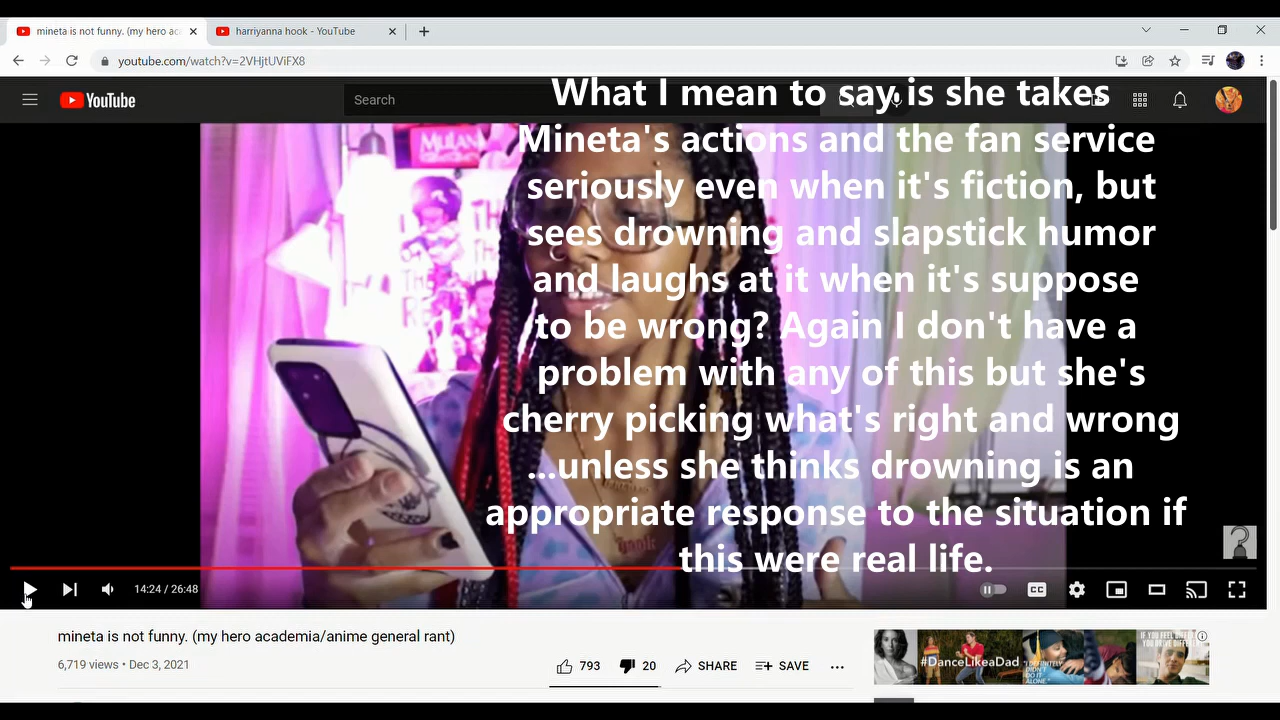 mineta is not funny. (my hero ac
harriyanna hook - YouTube
youtube.com/watch?v=2VHjtUViFX8
YouTube
Search
What I mean to say is she takes
Mineta's actions and the fan service
seriously even when it's fiction, but
sees drowning and slapstick humor
and laughs at it when it's suppose
to be wrong? Again I don't have a
problem with any of this but she's
cherry picking what's right and wrong
...unless she thinks drowning is an
appropriate response to the situation if
this were real life.
MULAN
14:24 / 26:48
CC
mineta is not funny. (my hero academia/anime general rant)
6,719 views • Dec 3, 2021
793
20
SHARE
SAVE
#DanceLikeaDad